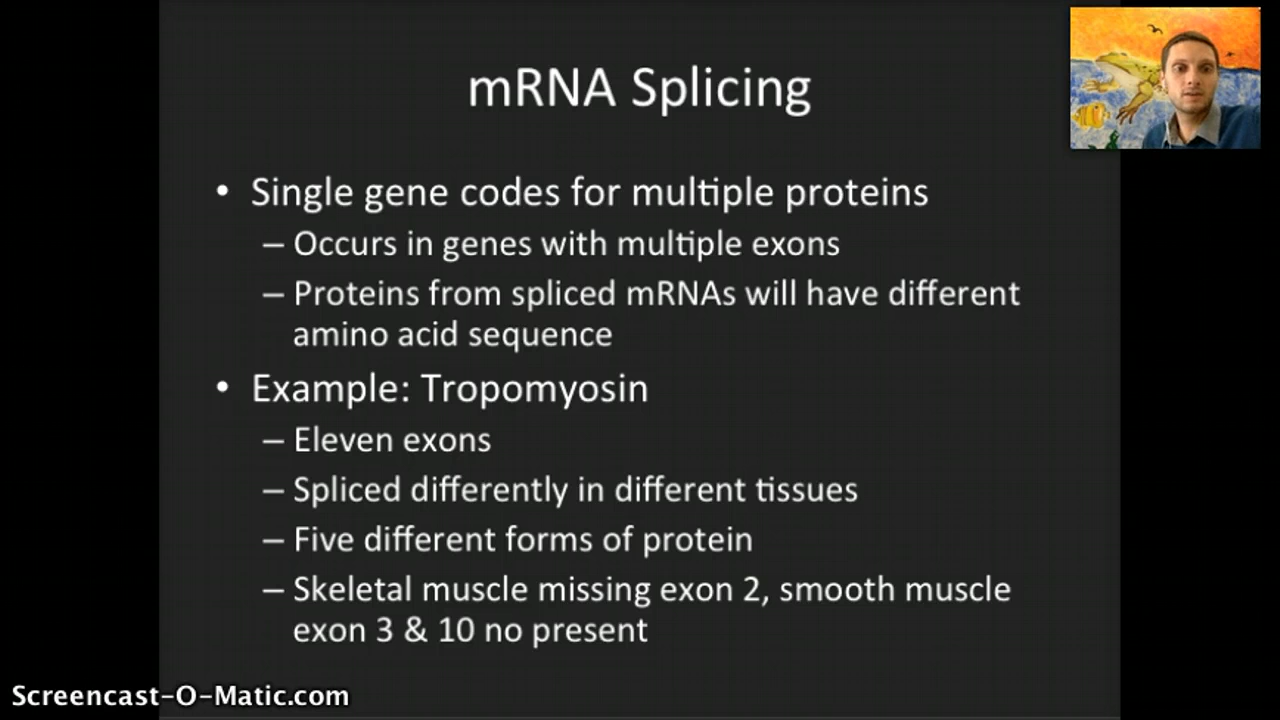 mRNA Splicing
• Single gene codes for multiple proteins
– Occurs in genes with multiple exons
– Proteins from spliced mRNAs will have different
amino acid sequence
• Example: Tropomyosin
– Eleven exons
– Spliced differently in different tissues
– Five different forms of protein
– Skeletal muscle missing exon 2, smooth muscle
exon 3 & 10 no present
Screencast-O-Matic.com